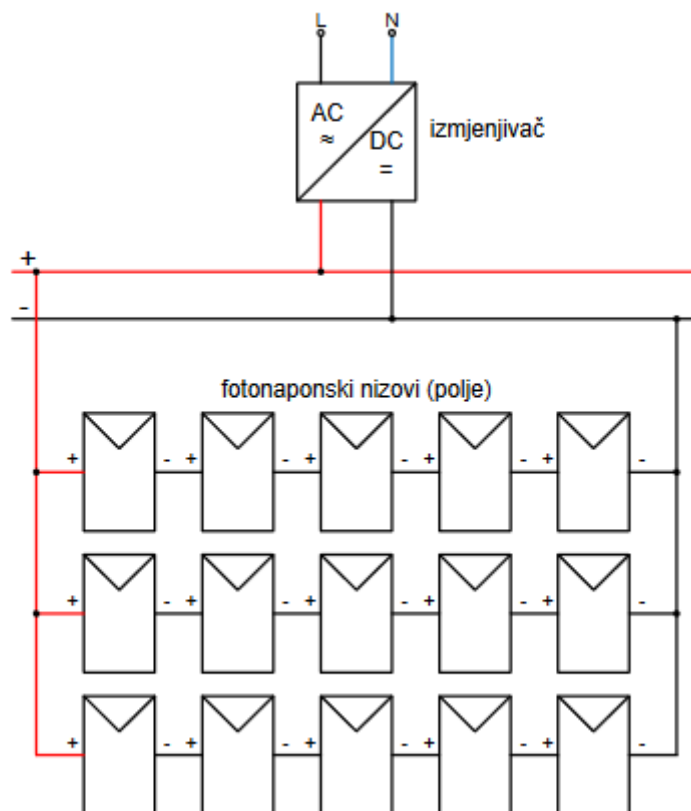 L N
AC
≈
DC
=
izmjenjivač
+
-
fotonaponski nizovi (polje)
+ - + - + - + - + -
+ - + - + - + - + -
+ - + - + - + - + -